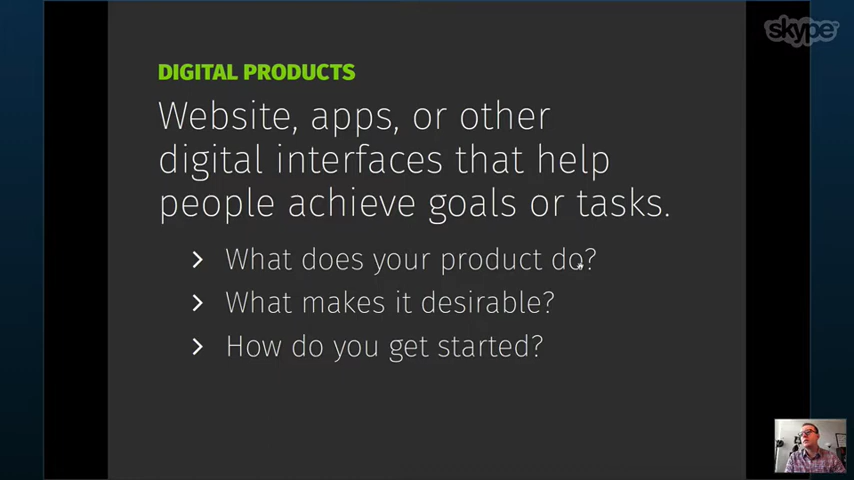 skype
DIGITAL PRODUCTS
Website, apps, or other
digital interfaces that help
people achieve goals or tasks.
> What does your product do?
> What makes it desirable?
> How do you get started?